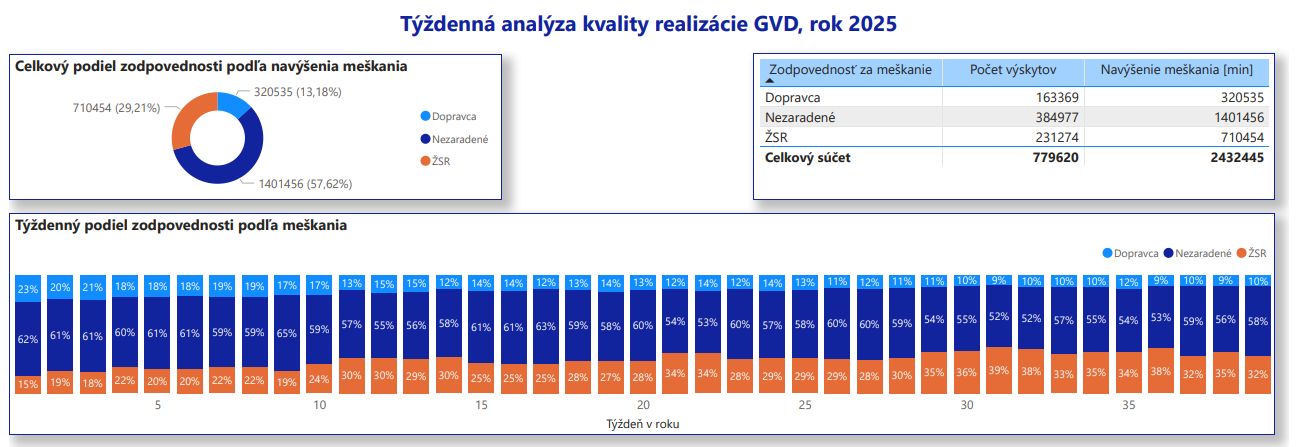 Týždenná analýza kvality realizácie GVD, rok 2025
Celkový podiel zodpovednosti podľa navýšenia meškania
320535 (13,18%)
710454 (29,21%)
1401456 (57,62%)
Dopravca
Nezaradené
ŽSR
Zodpovednosť za meškanie Počet výskytov Navýšenie meškania [min]
Dopravca 163369 320535
Nezaradené 384977 1401456
ŽSR 231274 710454
Celkový súčet 779620 2432445
Týždenný podiel zodpovednosti podľa meškania
Dopravca Nezaradené ŽSR
23% 20% 21% 18% 18% 18% 19% 19% 17% 17% 13% 15% 15% 12% 14% 14% 12% 13% 14% 13% 12% 14% 12% 14% 13% 11% 12% 11% 11% 10% 9% 10% 10% 10% 12% 9% 10% 9% 10%
62% 61% 61% 60% 61% 61% 59% 59% 65% 59% 57% 55% 56% 58% 61% 61% 63% 59% 58% 60% 54% 53% 60% 57% 58% 60% 60% 59% 54% 55% 52% 52% 57% 55% 54% 53% 59% 56% 58%
15% 19% 18% 22% 20% 20% 22% 22% 19% 24% 30% 30% 29% 30% 25% 25% 25% 28% 27% 28% 34% 34% 28% 29% 29% 29% 28% 30% 35% 36% 39% 38% 33% 35% 34% 38% 32% 35% 32%
5 10 15 20 25 30 35
Týždeň v roku